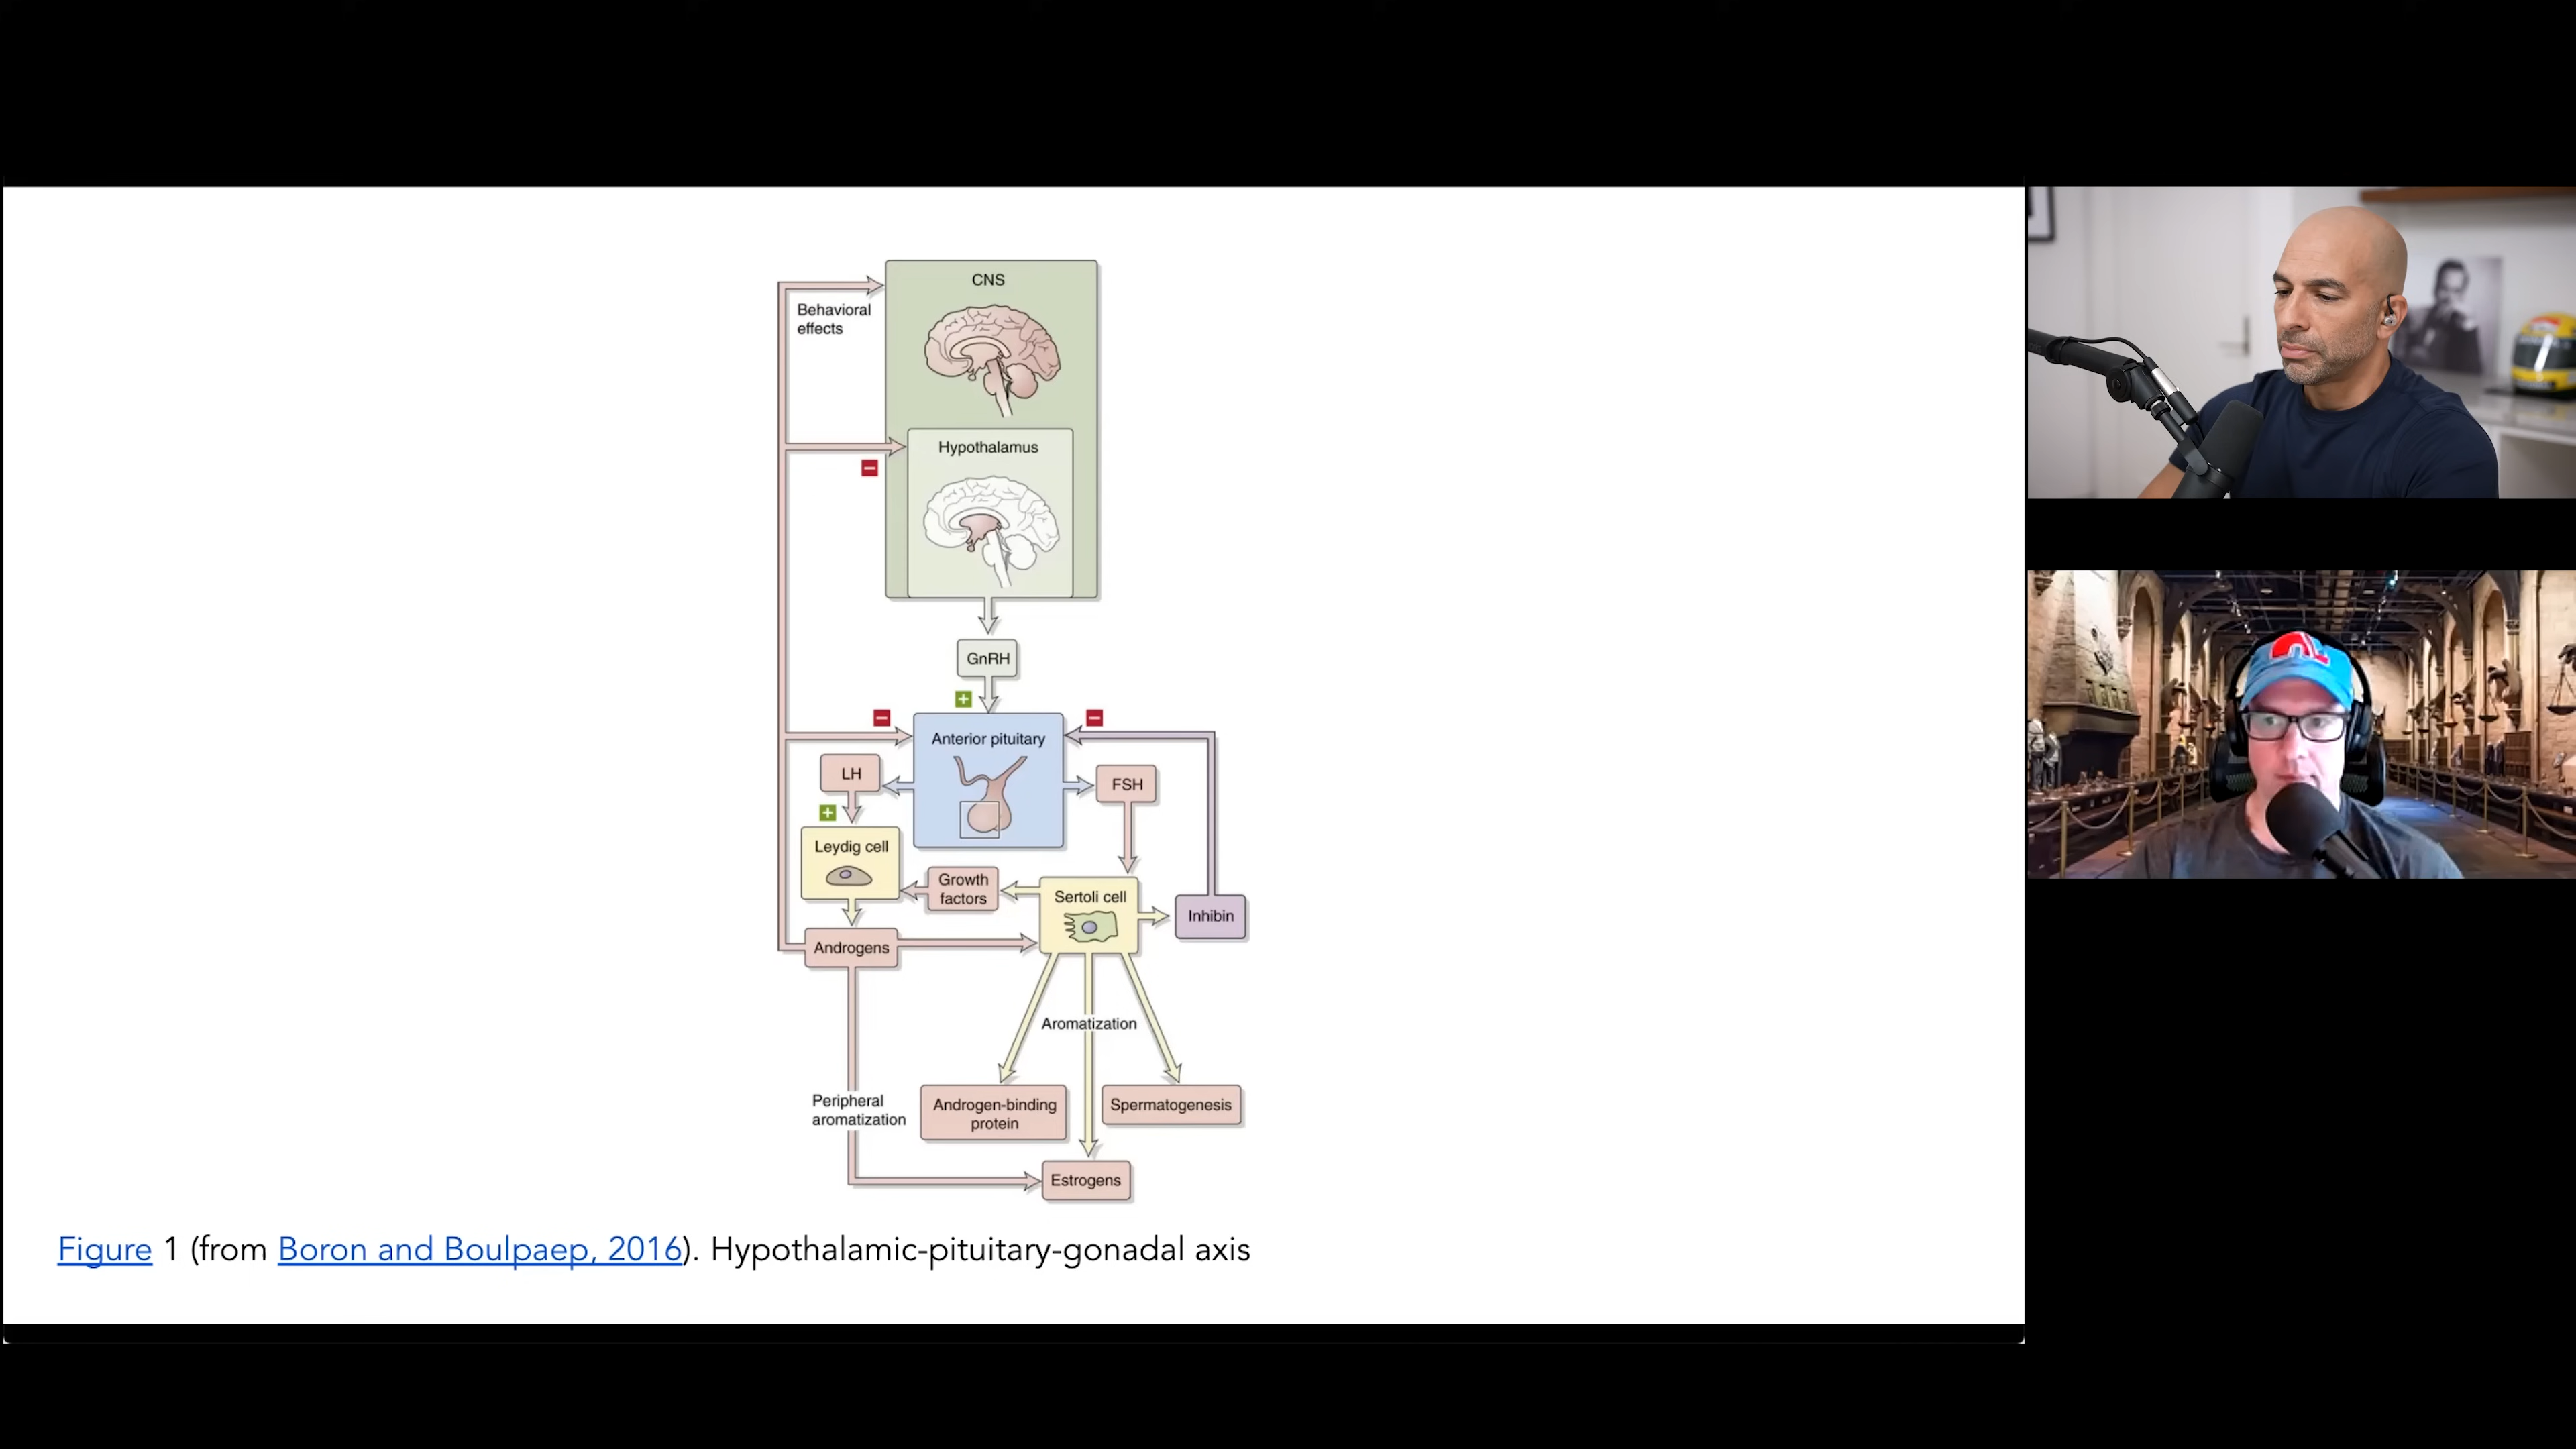 CNS
Behavioral
effects
Hypothalamus
GnRH
Anterior pituitary
LH
FSH
Leydig cell
Growth
factors
Sertoli cell
Inhibin
Androgens
Aromatization
Peripheral
aromatization
Androgen-binding
protein
Spermatogenesis
Estrogens
Figure 1 (from Boron and Boulpaep, 2016). Hypothalamic-pituitary-gonadal axis